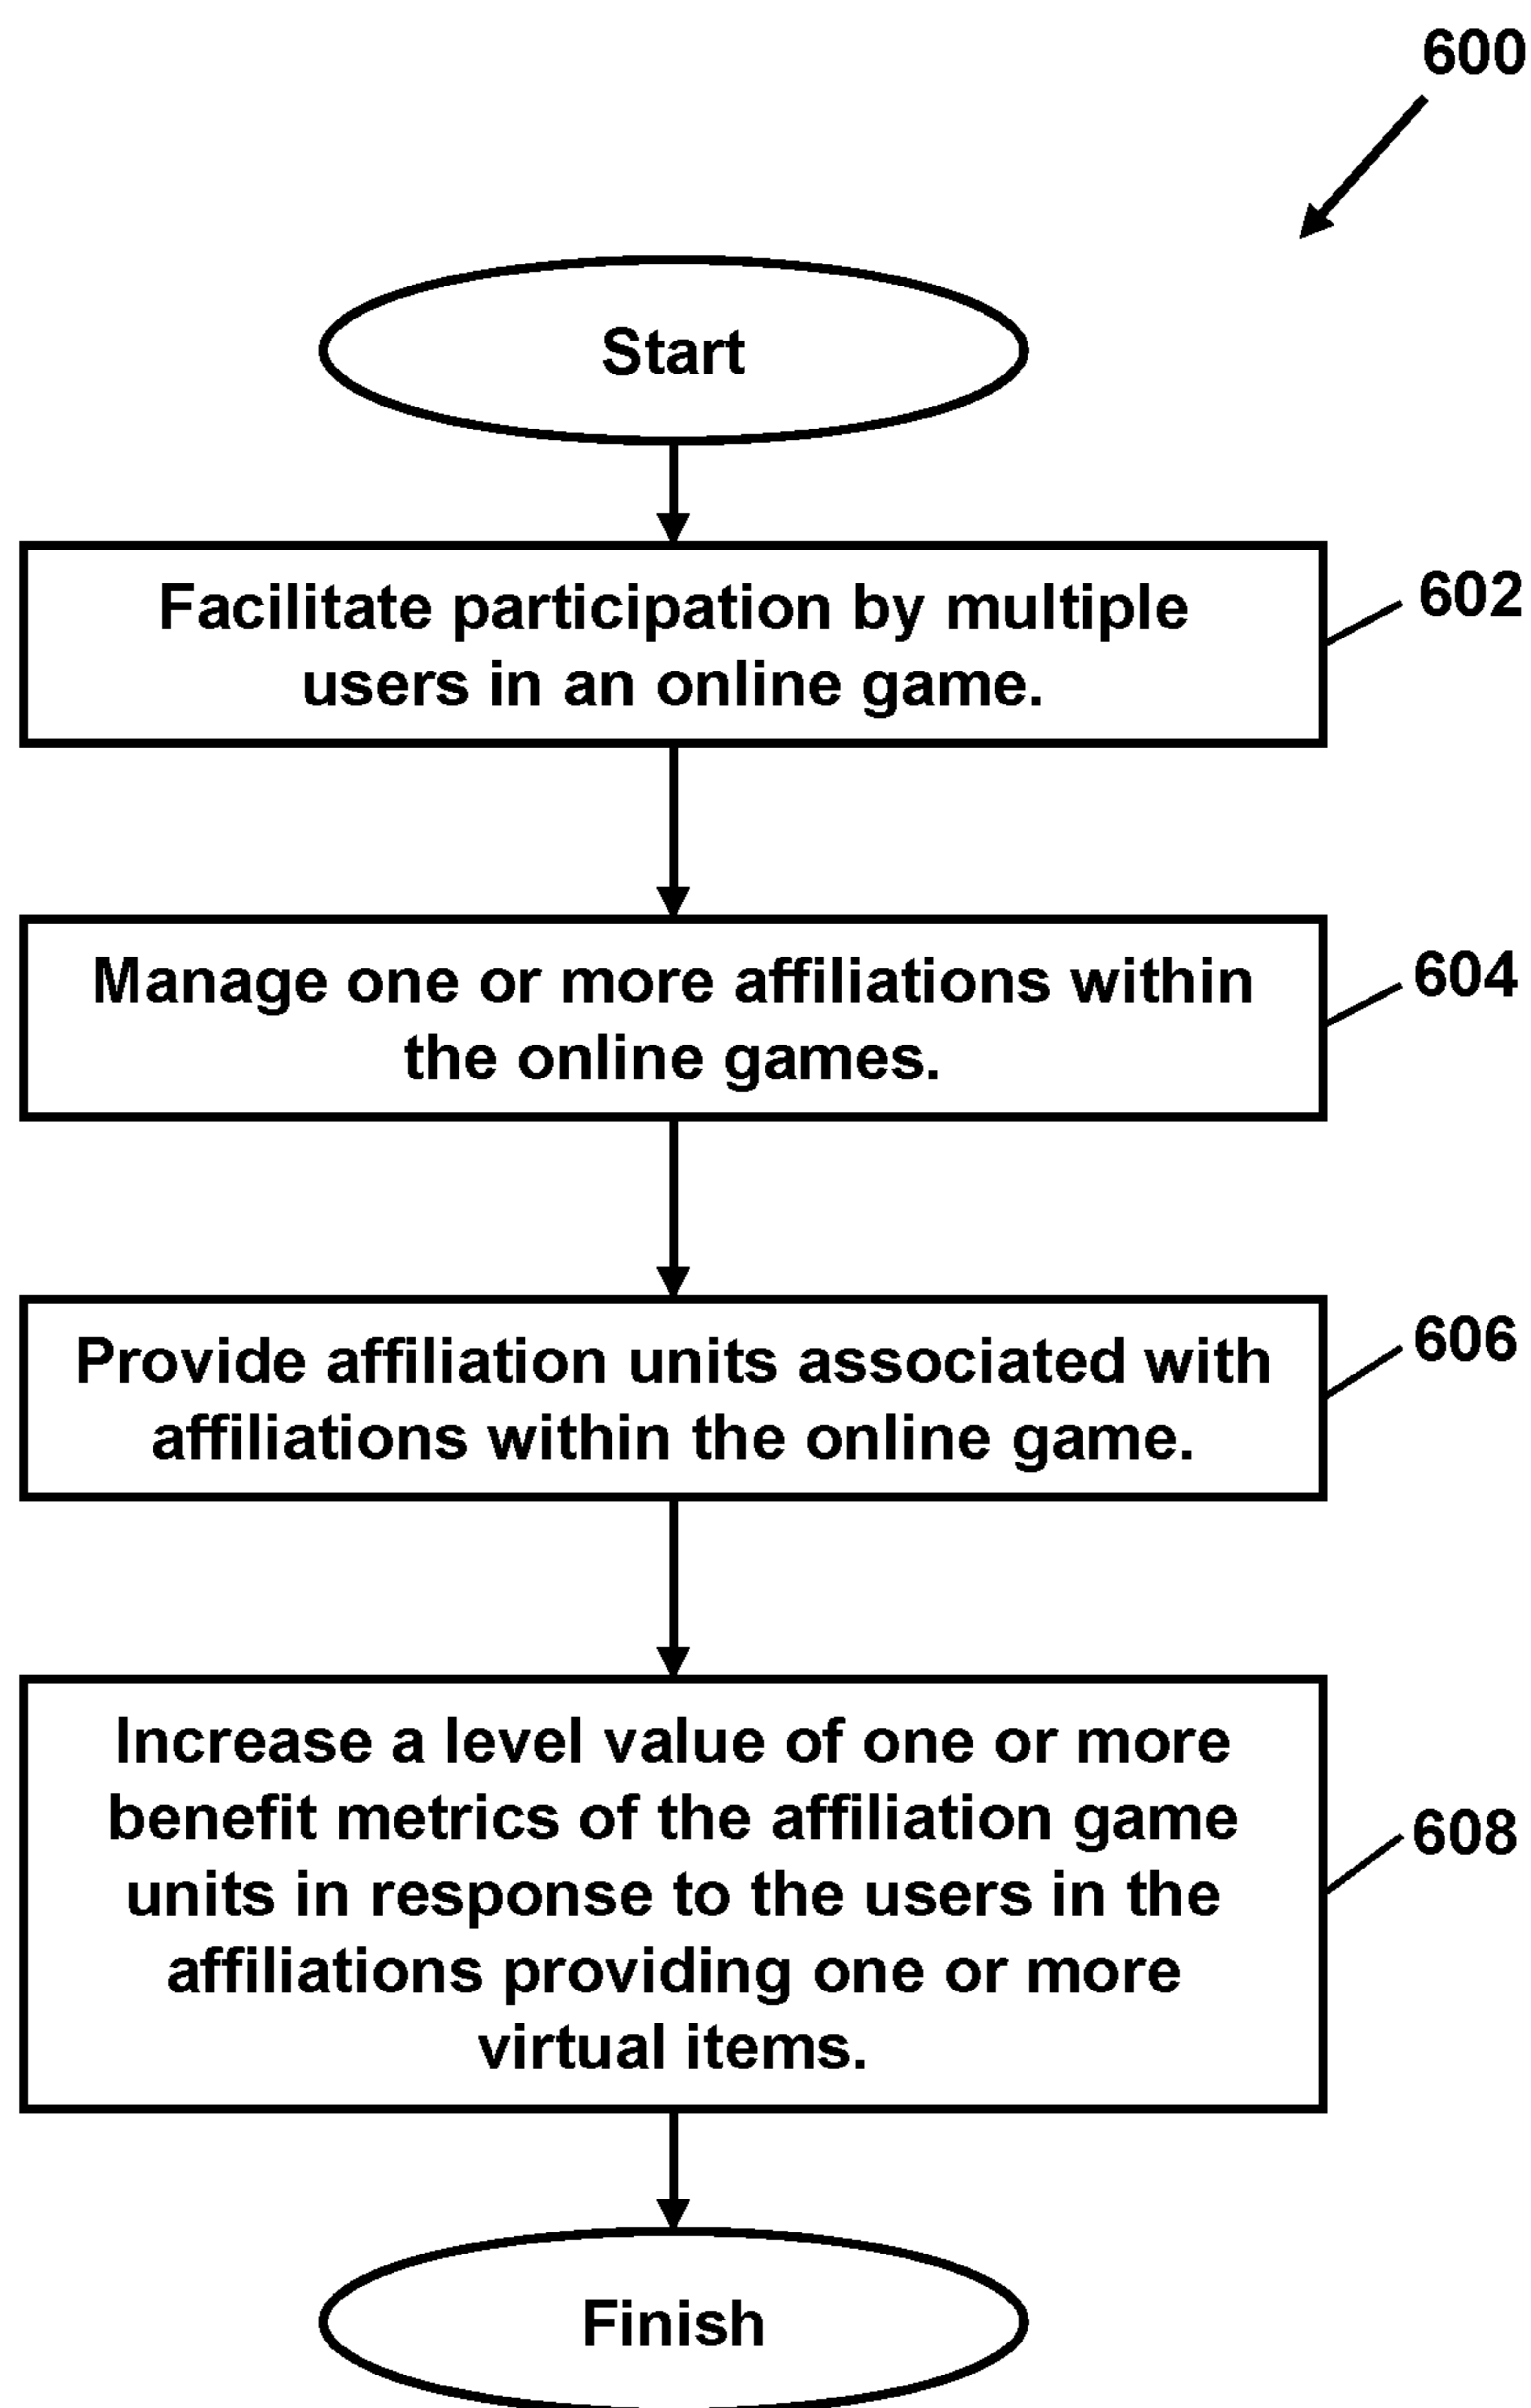 600
Start
Facilitate participation by multiple
users in an online game.
602
Manage one or more affiliations within
the online games.
604
Provide affiliation units associated with
affiliations within the online game.
606
Increase a level value of one or more
benefit metrics of the affiliation game
units in response to the users in the
affiliations providing one or more
virtual items.
608
Finish